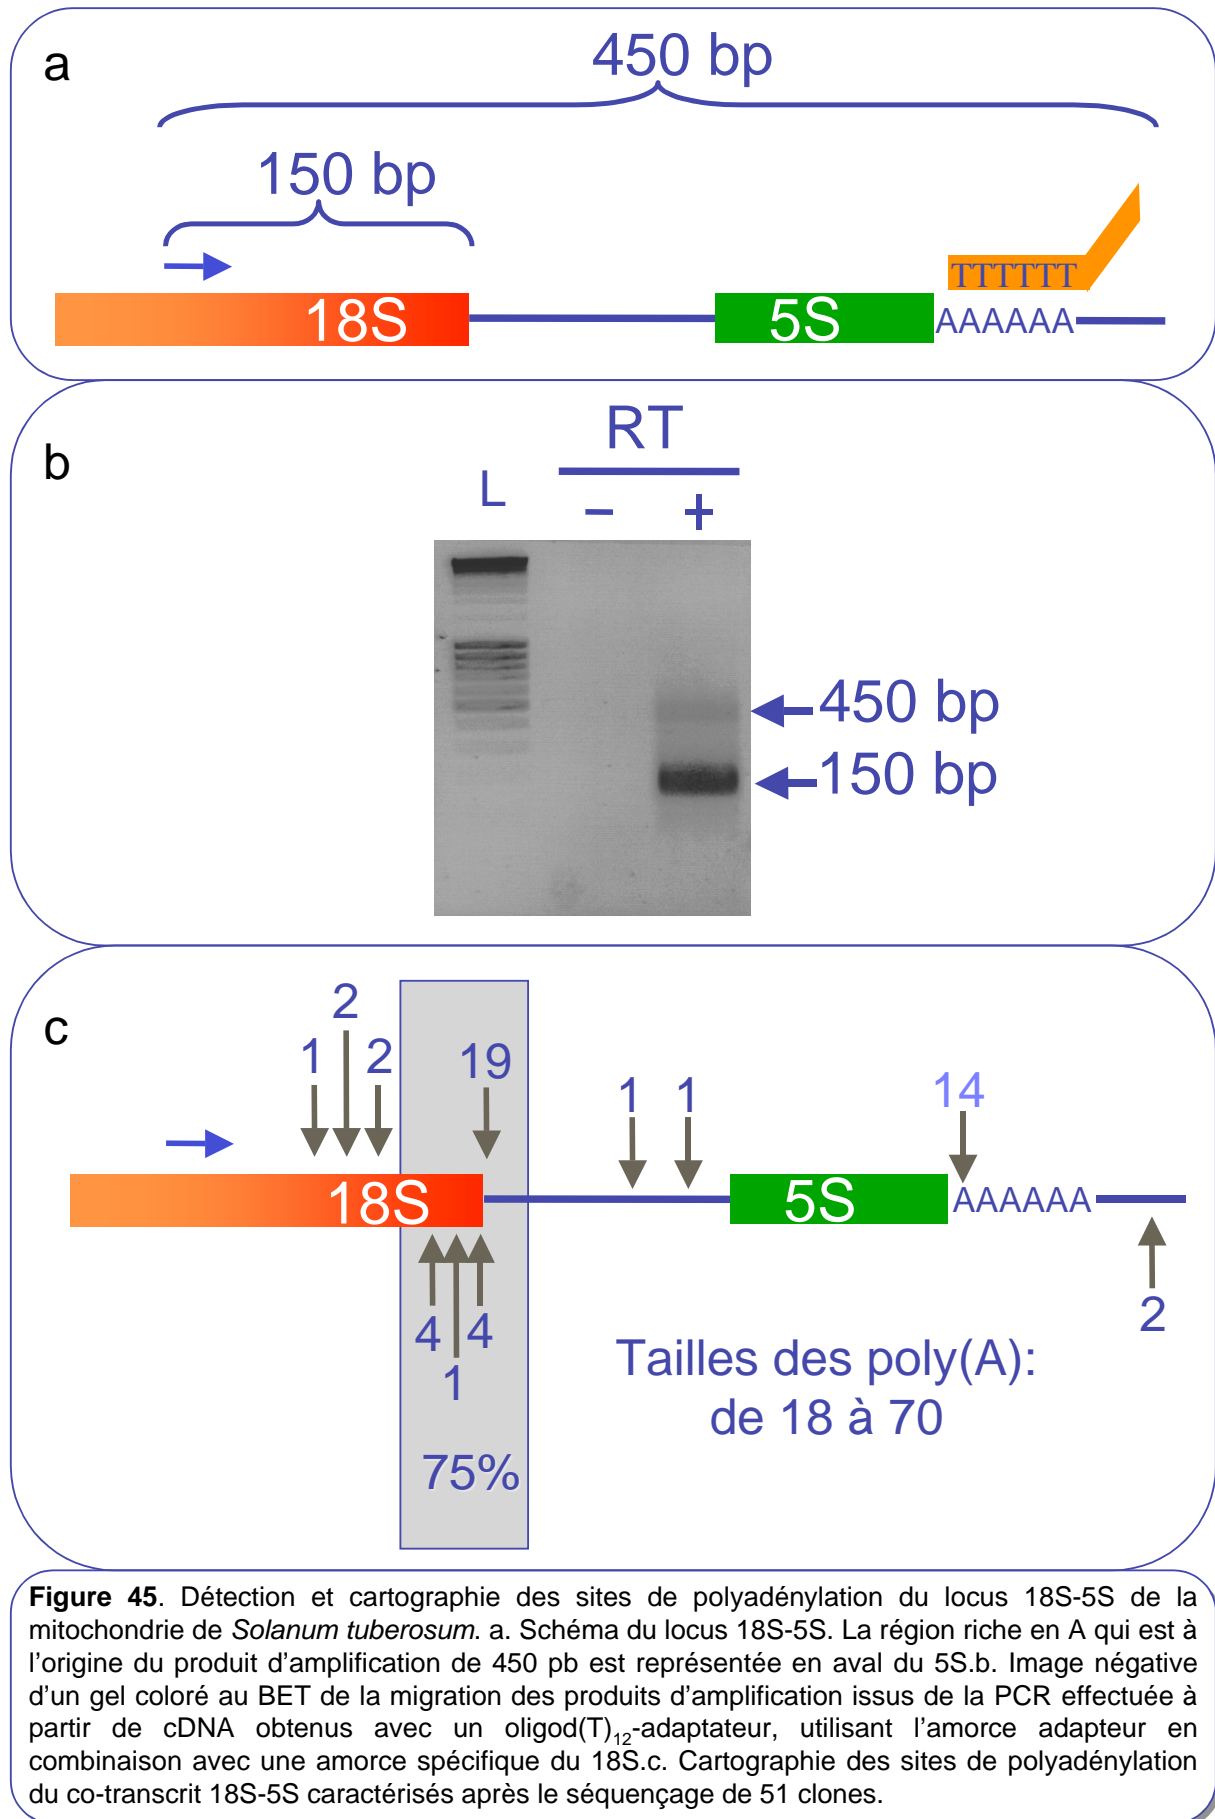 a
450 bp
150 bp
TTTTTT
18S
5S
AAAAAA
b
RT
L
– +
450 bp
150 bp
c
2
1 2 19
1 1 14
18S
5S
AAAAAA
4 4
1
2
Tailles des poly(A):
de 18 à 70
75%
Figure 45. Détection et cartographie des sites de polyadénylation du locus 18S-5S de la
mitochondrie de Solanum tuberosum. a. Schéma du locus 18S-5S. La région riche en A qui est à
l'origine du produit d'amplification de 450 pb est représentée en aval du 5S.b. Image négative
d'un gel coloré au BET de la migration des produits d'amplification issus de la PCR effectuée à
partir de cDNA obtenus avec un oligod(T)12-adaptateur, utilisant l'amorce adapteur en
combinaison avec une amorce spécifique du 18S.c. Cartographie des sites de polyadénylation
du co-transcrit 18S-5S caractérisés après le séquençage de 51 clones.